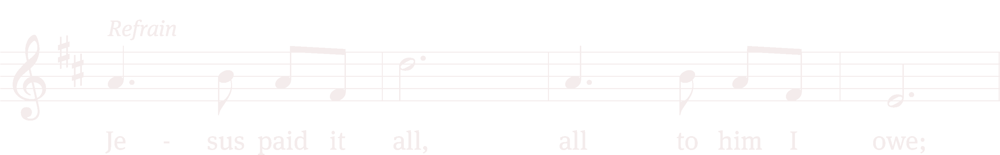 Refrain
Je - sus paid it all, all to him I owe;